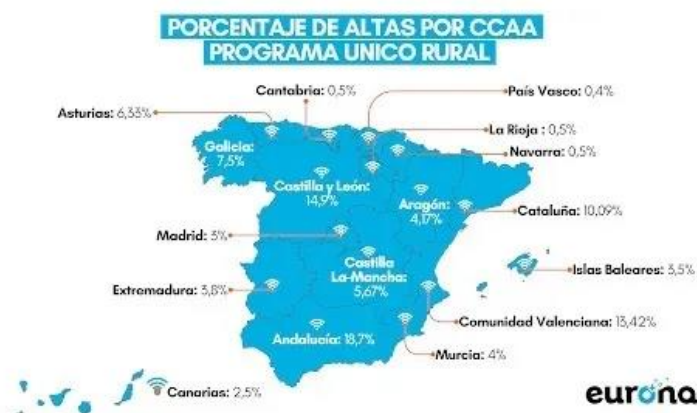 PORCENTAJE DE ALTAS POR CCAA
PROGRAMA UNICO RURAL
Cantabria: 0,5%
País Vasco: 0,4%
Asturias: 6,33%
La Rioja : 0,5%
Galicia:
7,5%
Navarra: 0,5%
Castilla y León:
14,9%
Aragón:
4,17%
Cataluña: 10,09%
Madrid: 3%
Castilla
La-Mancha:
5,67%
Islas Baleares: 3,5%
Extremadura: 3,8%
Comunidad Valenciana: 13,42%
Andalucía: 18,7%
Murcia: 4%
Canarias: 2,5%
eurona